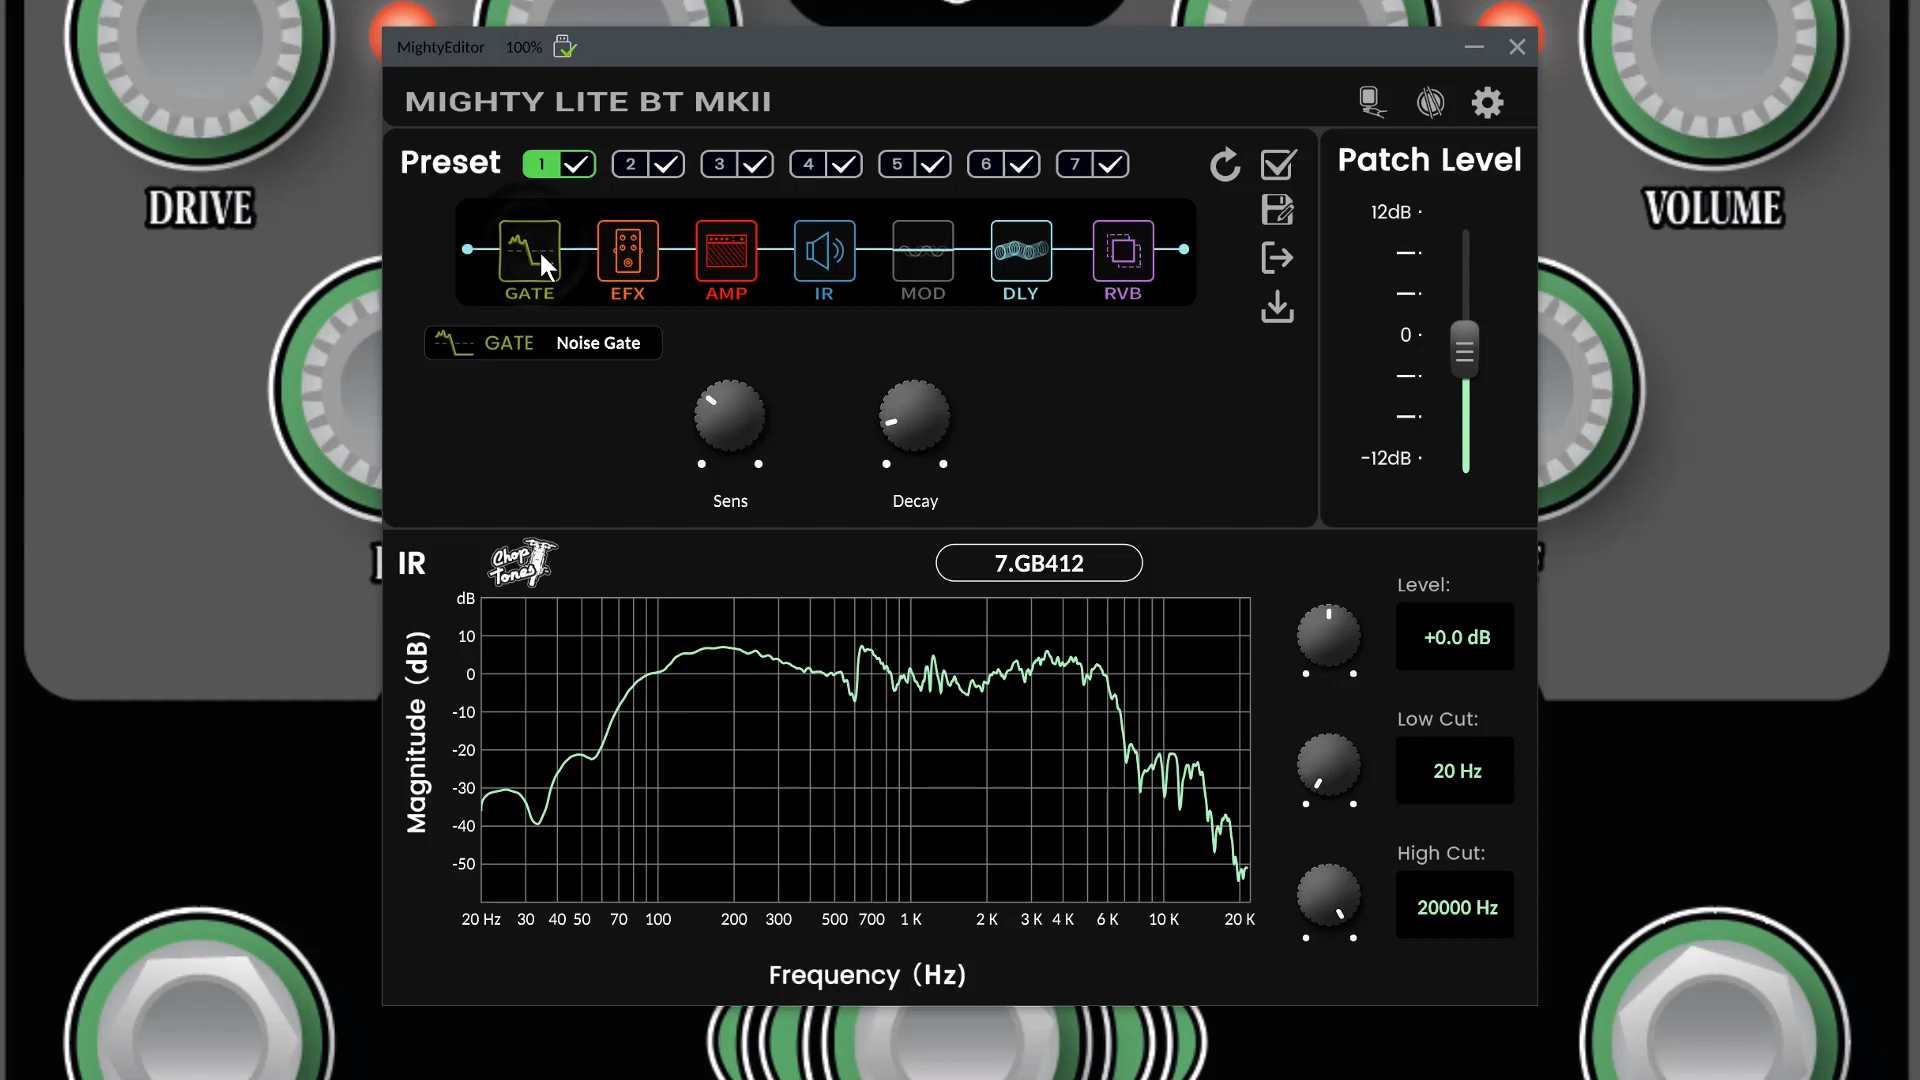 MightyEditor 100%
MIGHTY LITE BT MKII
DRIVE
VOLUME
Preset 1 2 3 4 5 6 7
Patch Level
12dB
0
-12dB
GATE EFX AMP IR MOD DLY RVB
GATE Noise Gate
Sens Decay
IR
Chop Tones
7.GB412
dB
10
0
-10
-20
-30
-40
-50
Magnitude (dB)
20 Hz 30 40 50 70 100 200 300 500 700 1 K 2 K 3 K 4 K 6 K 10 K 20 K
Frequency (Hz)
Level:
+0.0 dB
Low Cut:
20 Hz
High Cut:
20000 Hz